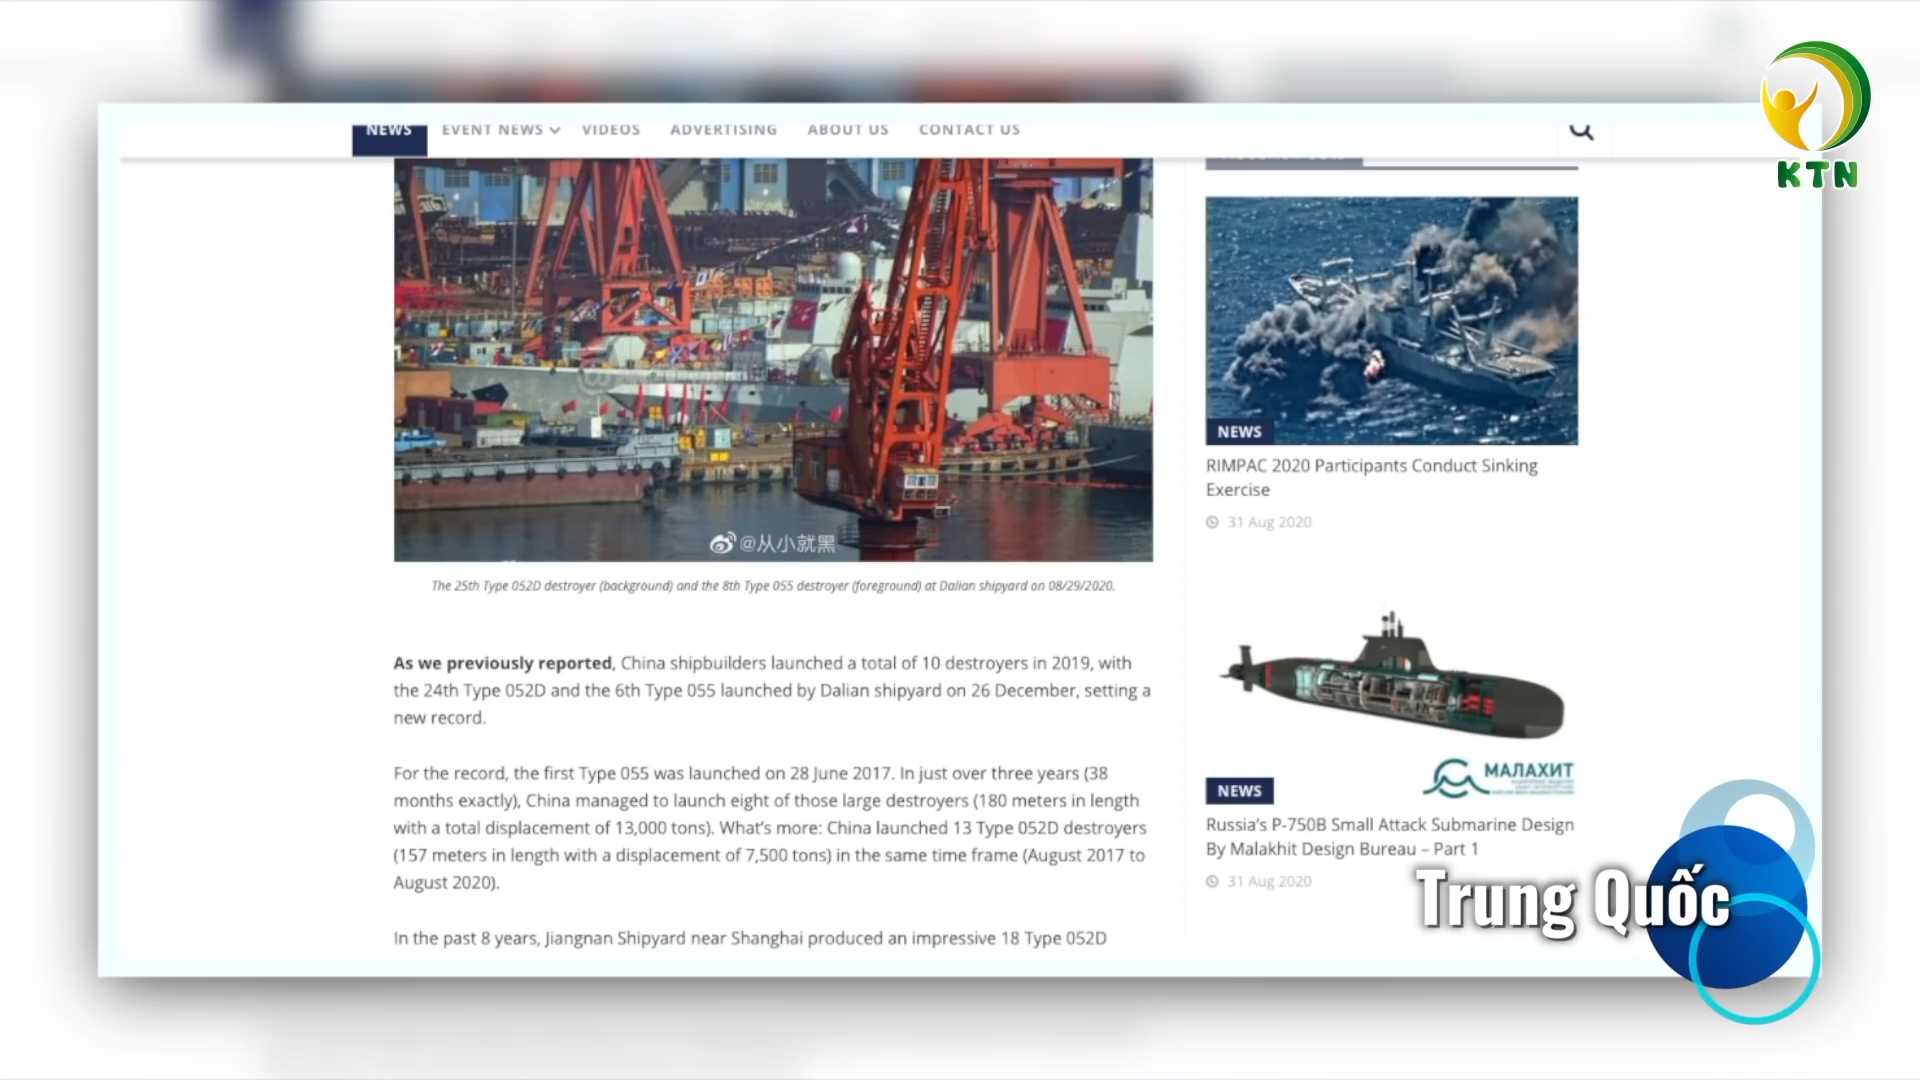 NEWS EVENT NEWS VIDEOS ADVERTISING ABOUT US CONTACT US
KTN
@从小就黑
The 25th Type 052D destroyer (background) and the 8th Type 055 destroyer (foreground) at Dalian shipyard on 08/29/2020.
As we previously reported, China shipbuilders launched a total of 10 destroyers in 2019, with
the 24th Type 052D and the 6th Type 055 launched by Dalian shipyard on 26 December, setting a
new record.
For the record, the first Type 055 was launched on 28 June 2017. In just over three years (38
months exactly), China managed to launch eight of those large destroyers (180 meters in length
with a total displacement of 13,000 tons). What's more: China launched 13 Type 052D destroyers
(157 meters in length with a displacement of 7,500 tons) in the same time frame (August 2017 to
August 2020).
In the past 8 years, Jiangnan Shipyard near Shanghai produced an impressive 18 Type 052D
NEWS
RIMPAC 2020 Participants Conduct Sinking
Exercise
31 Aug 2020
МАЛАХИТ
NEWS
Russia's P-750B Small Attack Submarine Design
By Malakhit Design Bureau – Part 1
31 Aug 2020
Trung Quốc